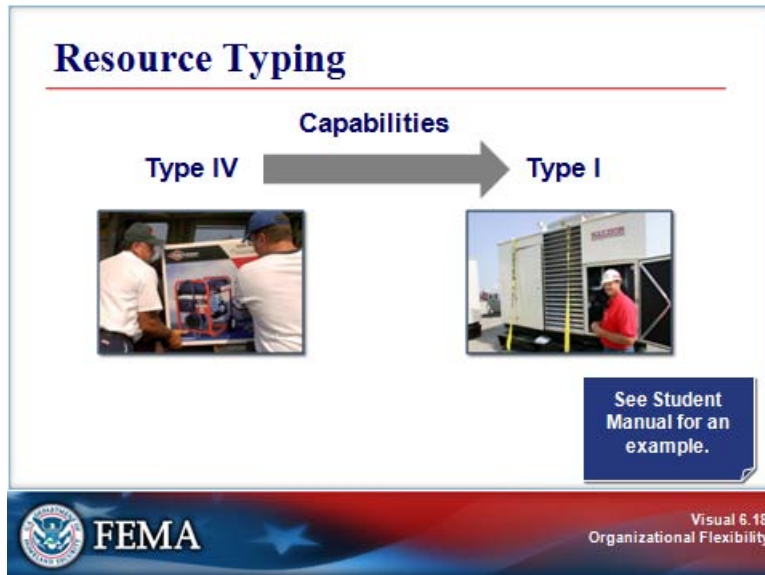 Resource Typing
Capabilities
Type IV
Type I
See Student
Manual for an
example.
FEMA
Visual 6.18
Organizational Flexibility